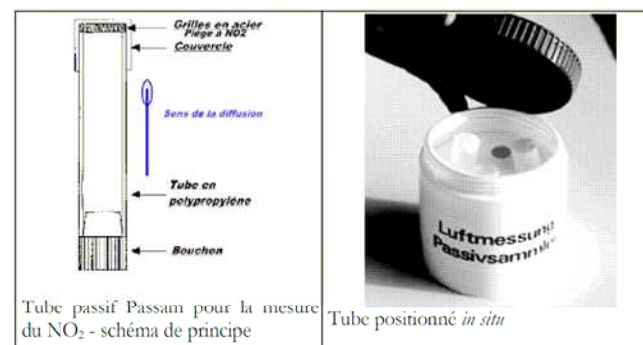 Grilles en acier
Piège à NO2
Couvercle
Sens de la diffusion
Tube en
polypropylène
Bouchon
Tube passif Passam pour la mesure
du NO₂ - schéma de principe
Luftmessung
Tube positionné in situ